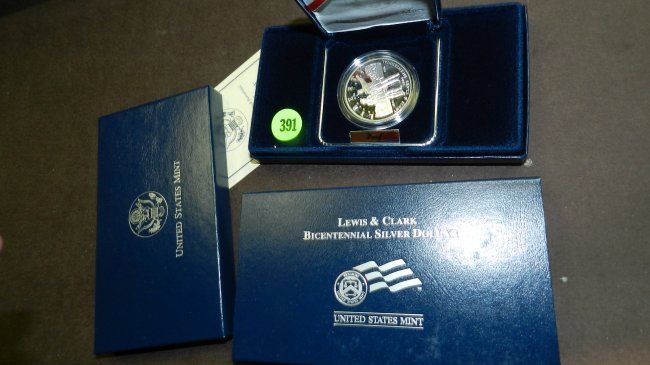 391
UNITED STATES MINT
LEWIS & CLARK
BICENTENNIAL SILVER DOLLAR
UNITED STATES MINT